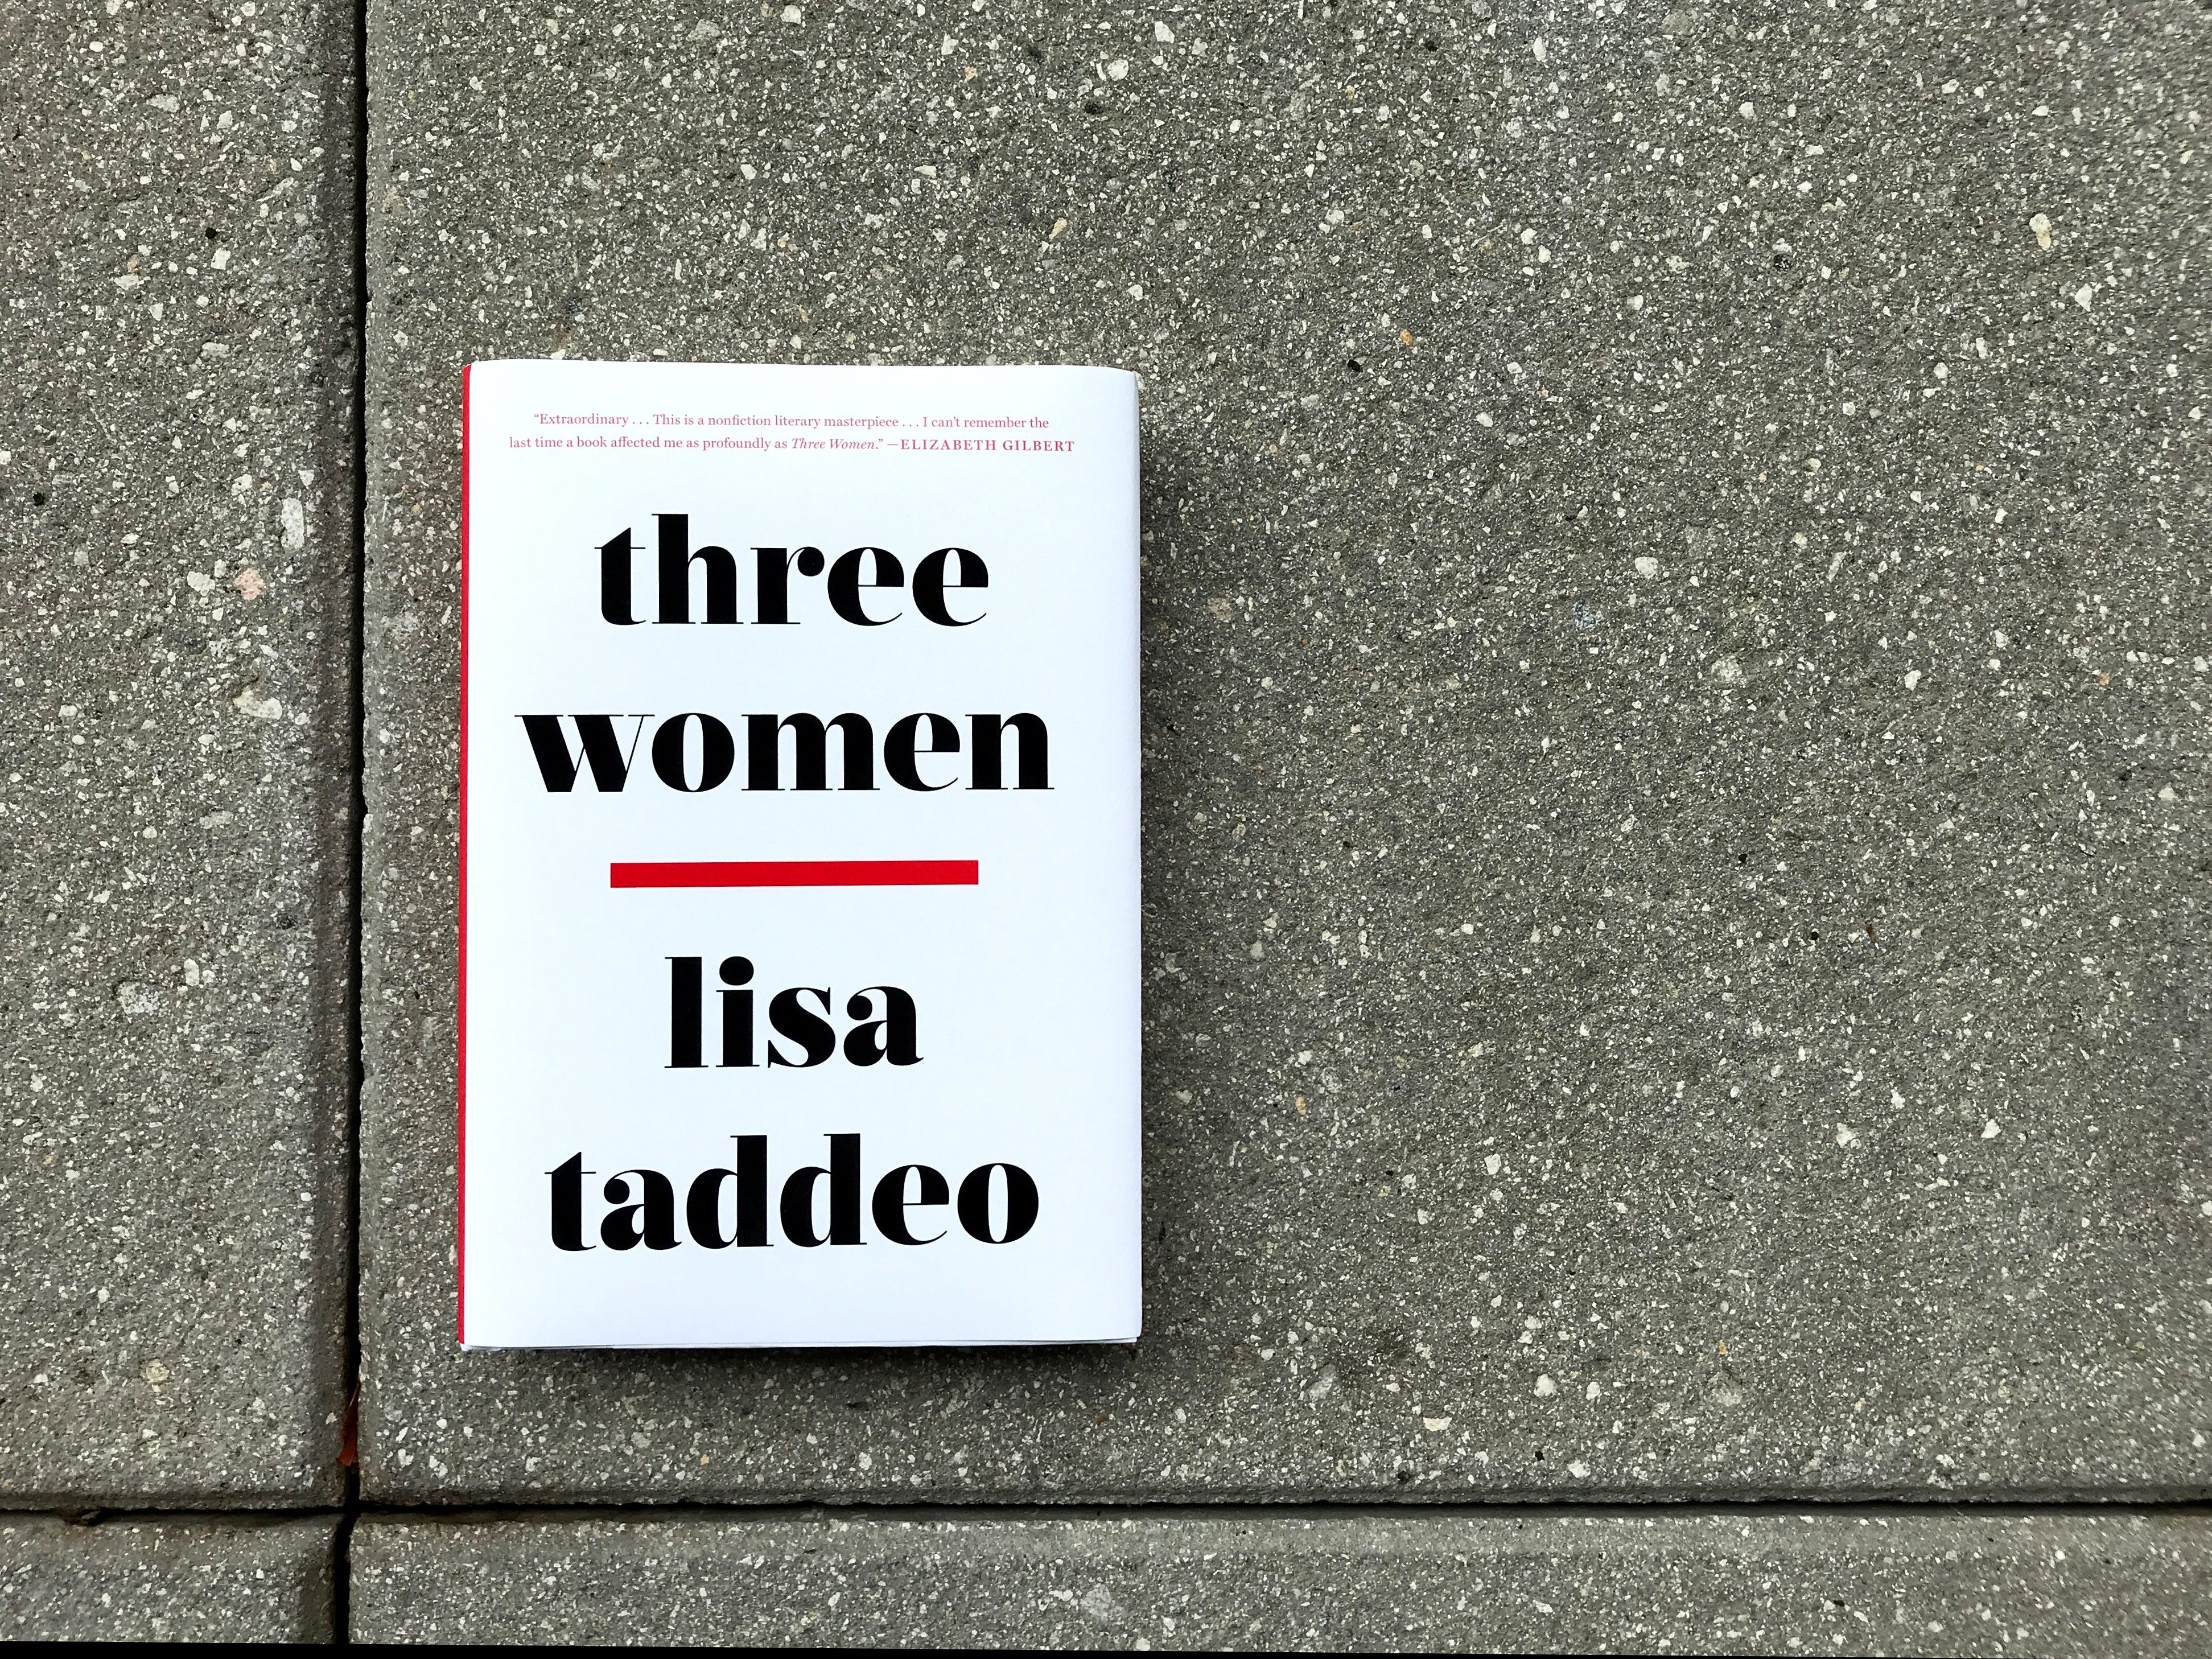 “Extraordinary . . . This is a nonfiction literary masterpiece . . . I can’t remember the
last time a book affected me as profoundly as Three Women.” —ELIZABETH GILBERT
three
women
lisa
taddeo